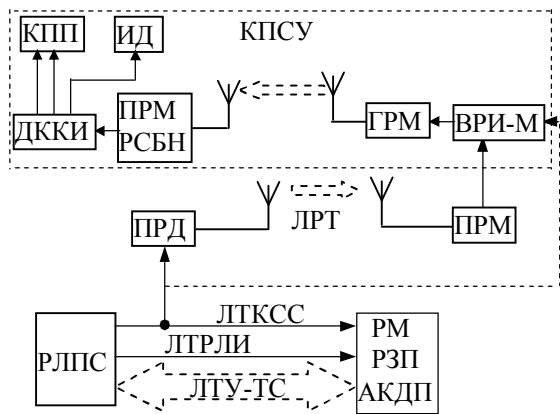 КПП
ИД
КПСУ
ПРМ
РСБН
ДККИ
ГРМ
ВРИ-М
ПРД
ЛРТ
ПРМ
ЛТКСС
РЛПС
ЛТРЛИ
ЛТУ-ТС
РМ
РЗП
АКДП